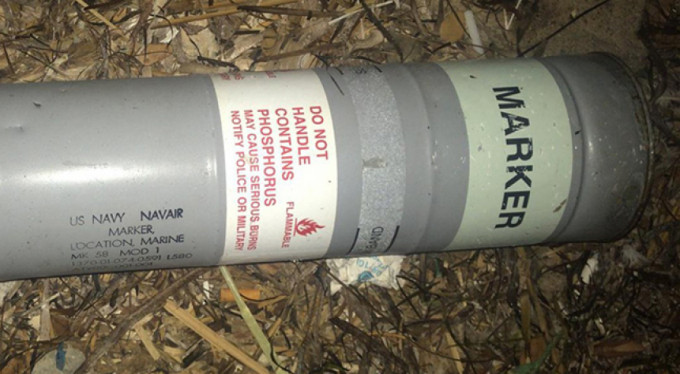 US NAVY NAVAIR
MARKER,
LOCATION, MARINE
MK 58 MOD 1
DO NOT
HANDLE
CONTAINS
PHOSPHORUS
MAY CAUSE SERIOUS BURNS
NOTIFY POLICE OR MILITARY
FLAMMABLE
MARKER